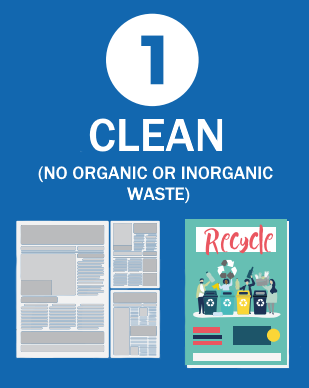 1
CLEAN
(NO ORGANIC OR INORGANIC
WASTE)
Recycle